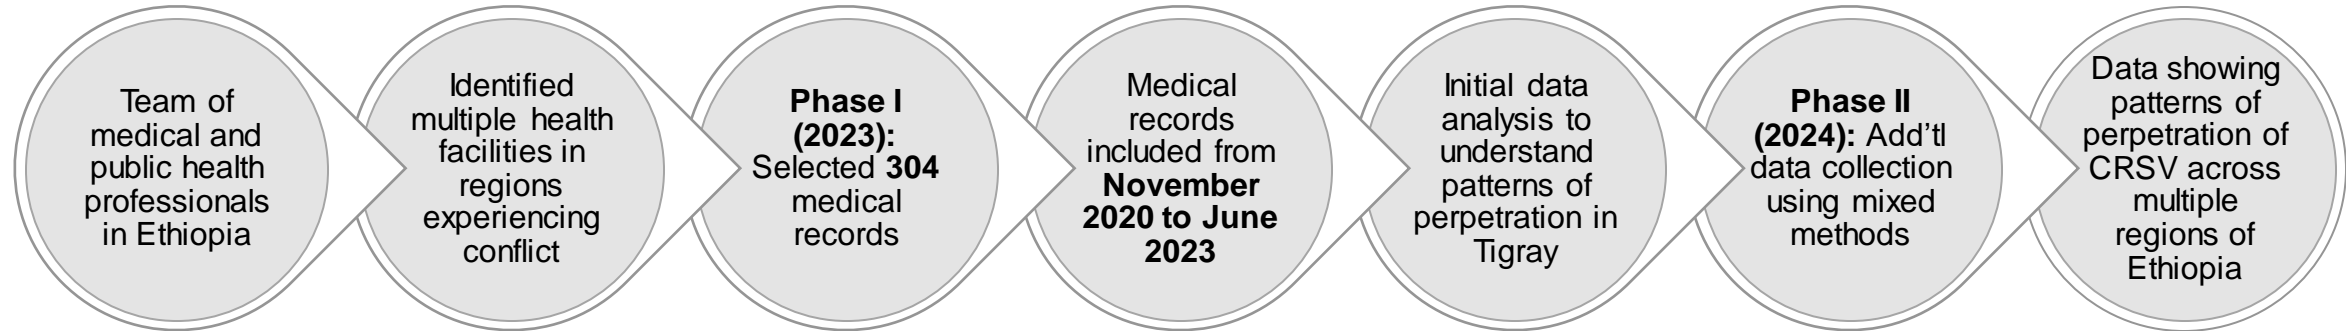 Team of
medical and
public health
professionals
in Ethiopia
Identified
multiple health
facilities in
regions
experiencing
conflict
Phase I
(2023):
Selected 304
medical
records
Medical
records
included from
November
2020 to June
2023
Initial data
analysis to
understand
patterns of
perpetration in
Tigray
Phase II
(2024): Add'tl
data collection
using mixed
methods
Data showing
patterns of
perpetration of
CRSV across
multiple
regions of
Ethiopia